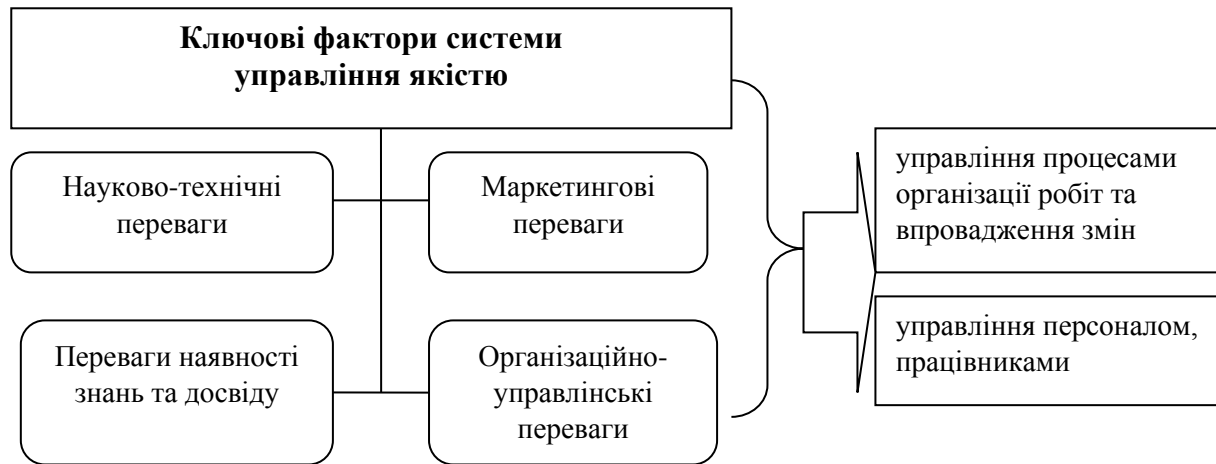 Ключові фактори системи
управління якістю
Науково-технічні
переваги
Маркетингові
переваги
Переваги наявності
знань та досвіду
Організаційно-
управлінські
переваги
управління процесами
організації робіт та
впровадження змін
управління персоналом,
працівниками